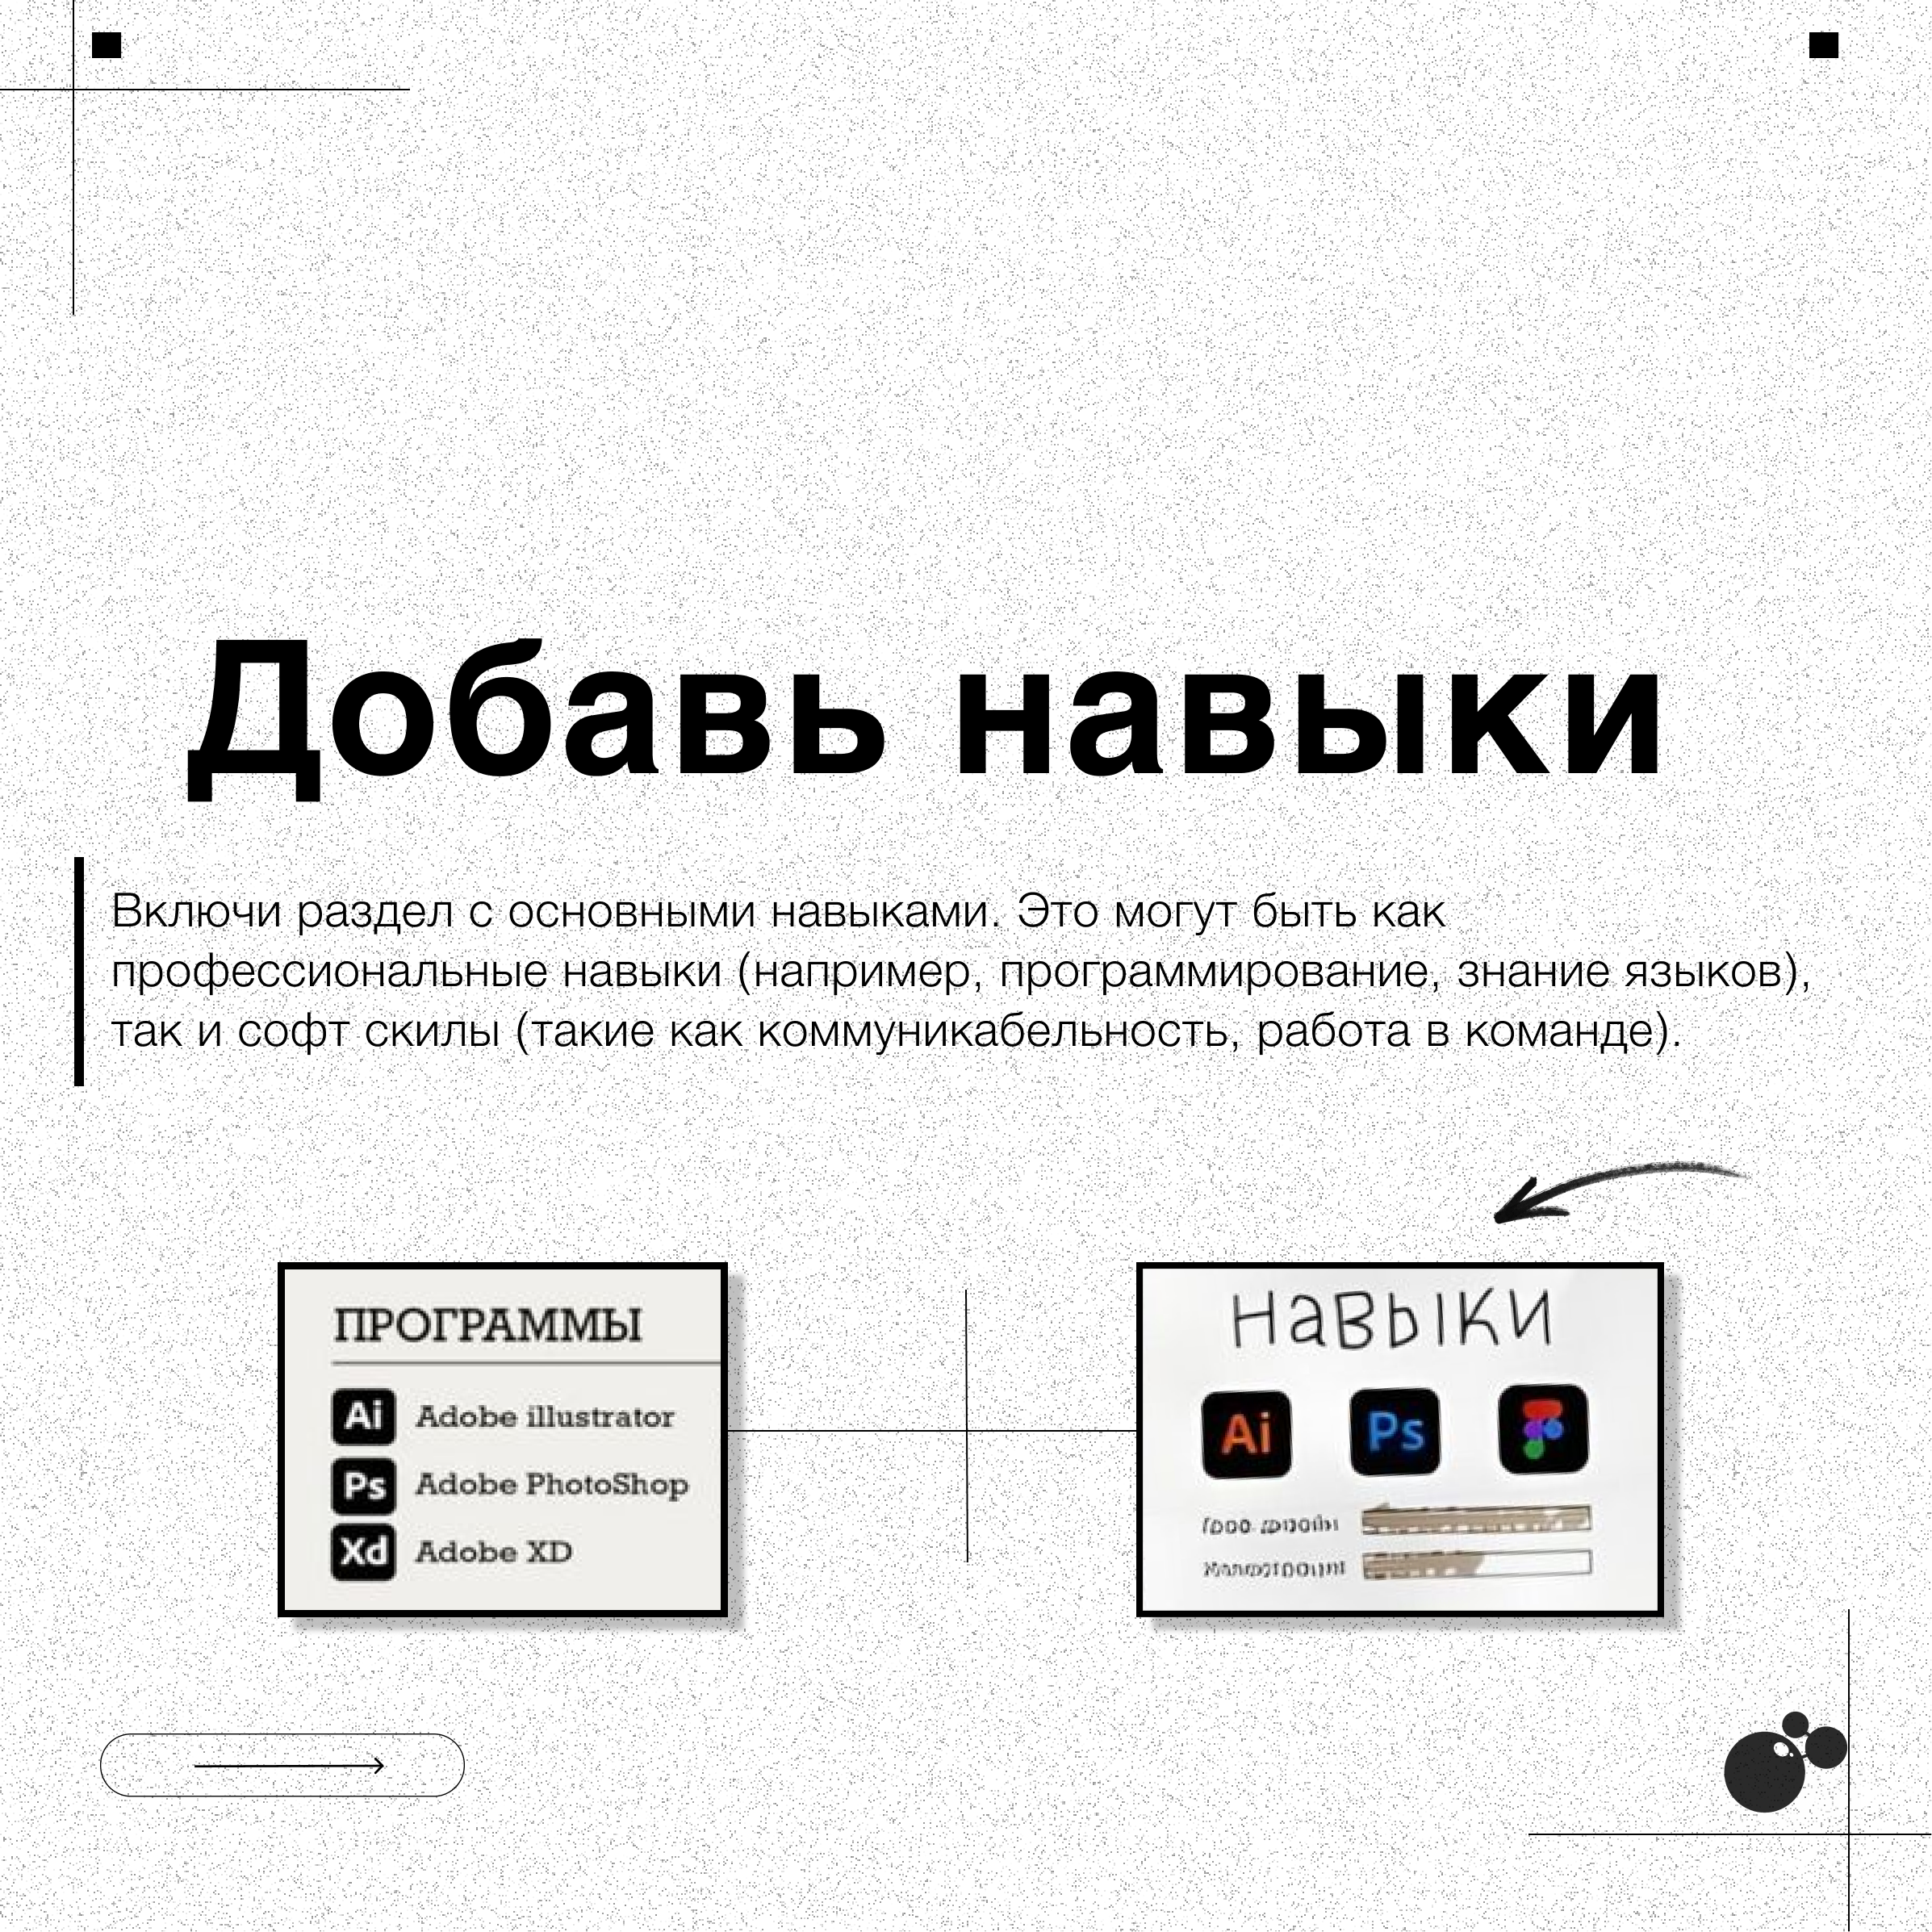 Добавь навыки
Включи раздел с основными навыками. Это могут быть как
профессиональные навыки (например, программирование, знание языков),
так и софт скилы (такие как коммуникабельность, работа в команде).
ПРОГРАММЫ
Ai Adobe illustrator
Ps Adobe PhotoShop
Xd Adobe XD
НаВЫКИ
Ai Ps